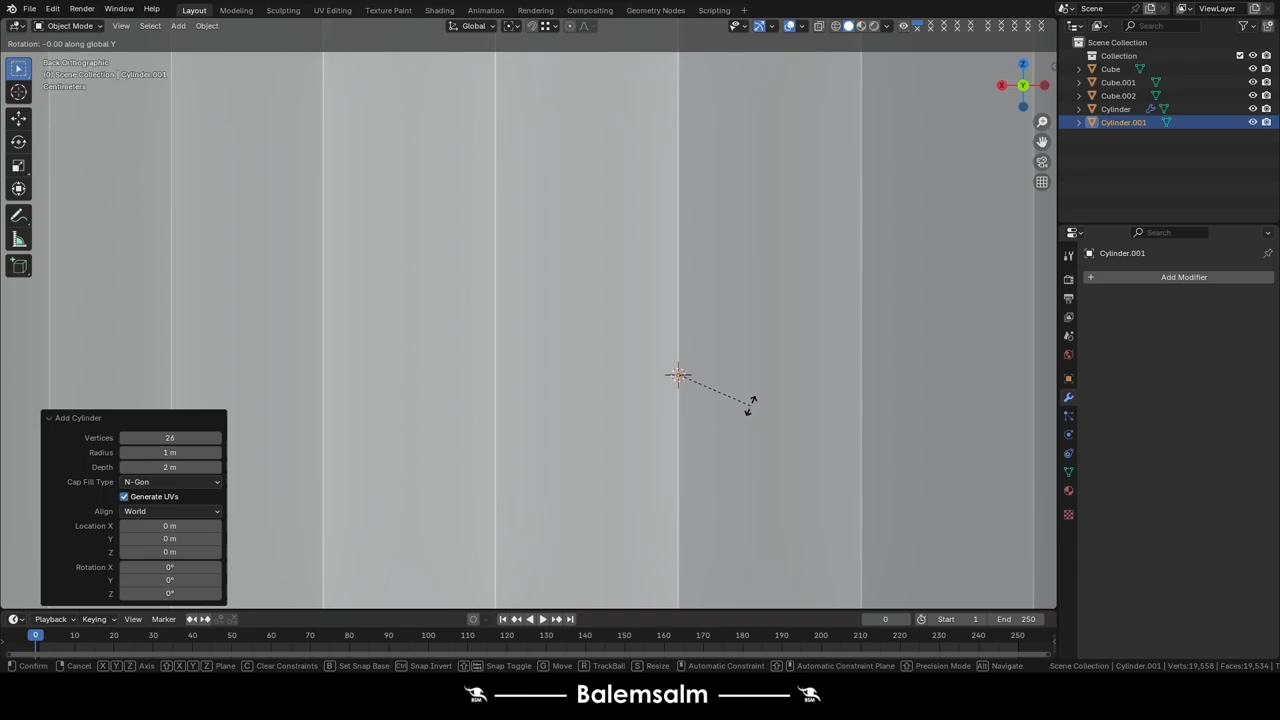 File Edit Render Window Help Layout Modeling Sculpting UV Editing Texture Paint Shading Animation Rendering Compositing Geometry Nodes Scripting + Scene ViewLayer
Object Mode View Select Add Object Global Search
Rotation: -0.00 along global Y
Back Orthographic
(0) Scene Collection | Cylinder.001
Centimeters
Z
X
Y
Scene Collection
Collection
Cube
Cube.001
Cube.002
Cylinder
Cylinder.001
Search
Cylinder.001
+ Add Modifier
Add Cylinder
Vertices 26
Radius 1 m
Depth 2 m
Cap Fill Type N-Gon
Generate UVs
Align World
Location X 0 m
Y 0 m
Z 0 m
Rotation X 0°
Y 0°
Z 0°
Playback Keying View Marker 0 Start 1 End 250
0 10 20 30 40 50 60 70 80 90 100 110 120 130 140 150 160 170 180 190 200 210 220 230 240 250
Confirm Cancel X Y Z Axis X Y Z Plane C Clear Constraints B Set Snap Base Ctrl Snap Invert Snap Toggle G Move R TrackBall S Resize Automatic Constraint Automatic Constraint Plane Precision Mode Alt Navigate Scene Collection | Cylinder.001 | Verts:19,558 | Faces:19,534 | T
BSM Balemsalm BSM